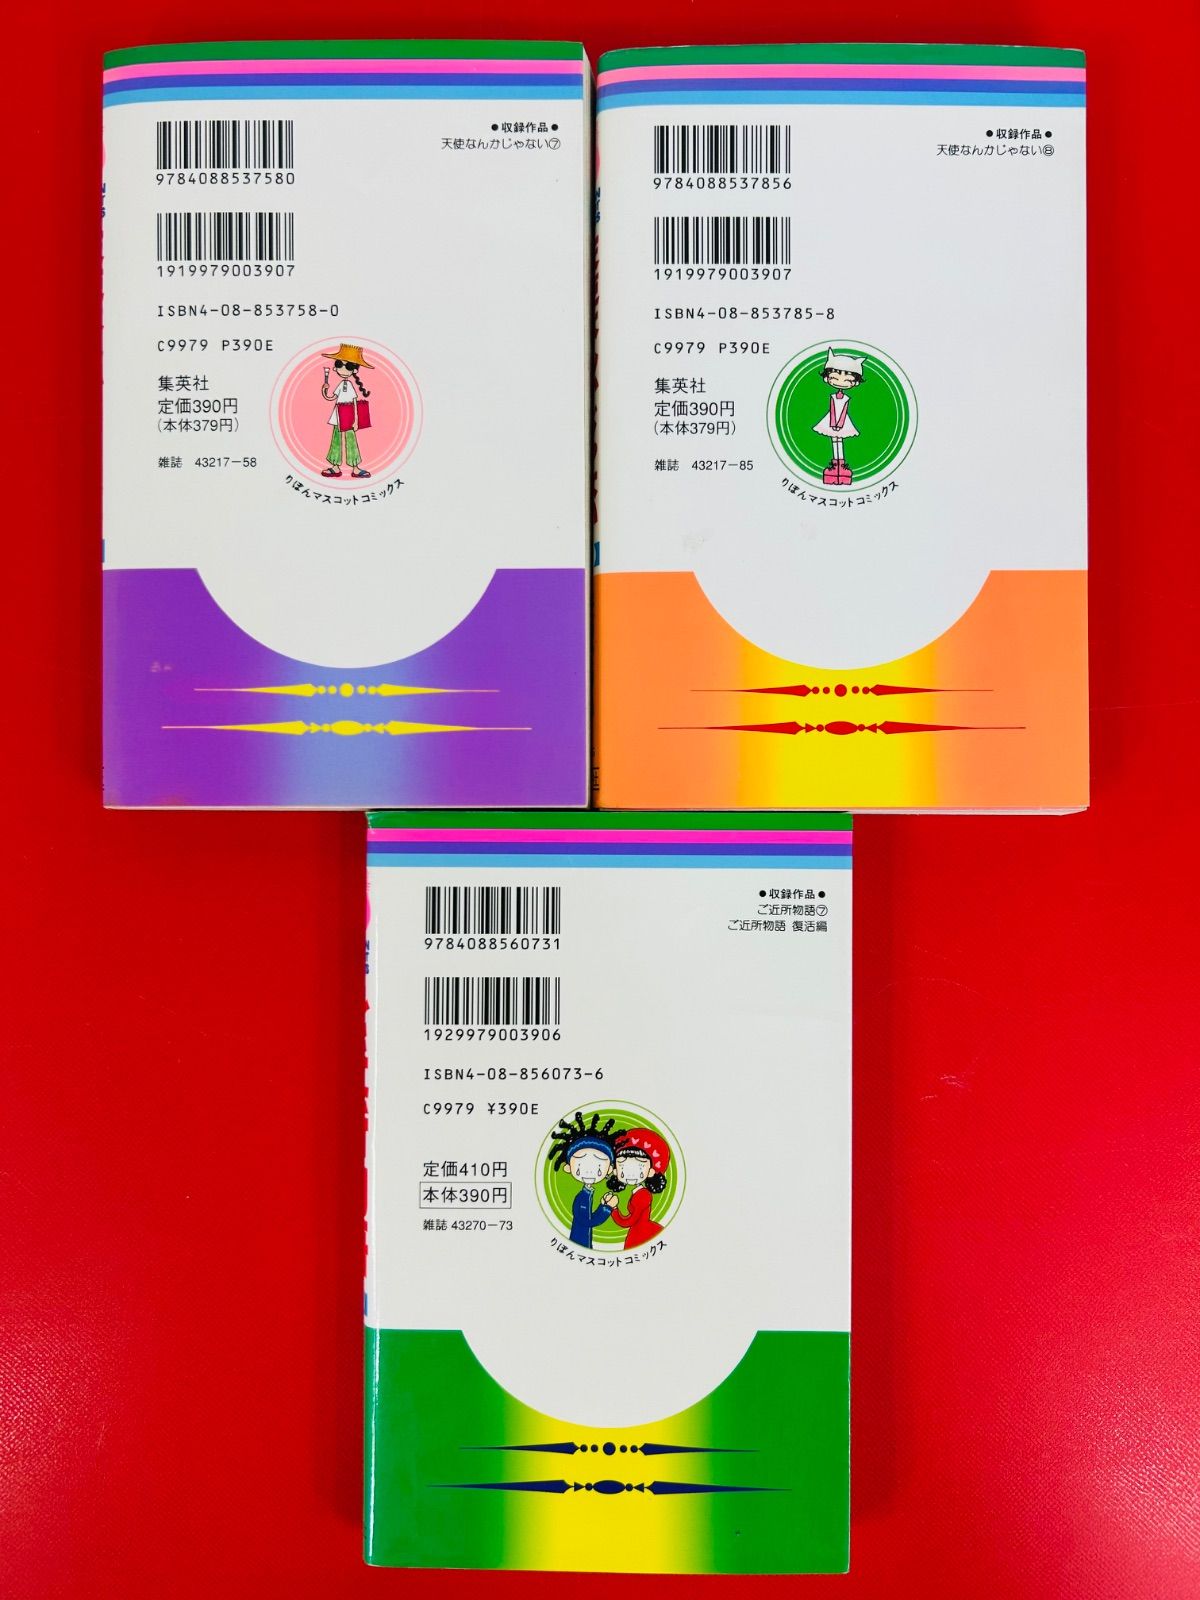 ●収録作品●
天使なんかじゃない⑦
9784088537580
1919979003907
ISBN4-08-853758-0
C9979 P390E
集英社
定価390円
(本体379円)
雑誌 43217-58
りぼんマスコットコミックス
●収録作品●
天使なんかじゃない⑧
9784088537856
1919979003907
ISBN4-08-853785-8
C9979 P390E
集英社
定価390円
(本体379円)
雑誌 43217-85
りぼんマスコットコミックス
●収録作品●
ご近所物語⑦
ご近所物語 復活編
9784088560731
1929979003906
ISBN4-08-856073-6
C9979 ¥390E
定価410円
本体390円
雑誌 43270-73
りぼんマスコットコミックス